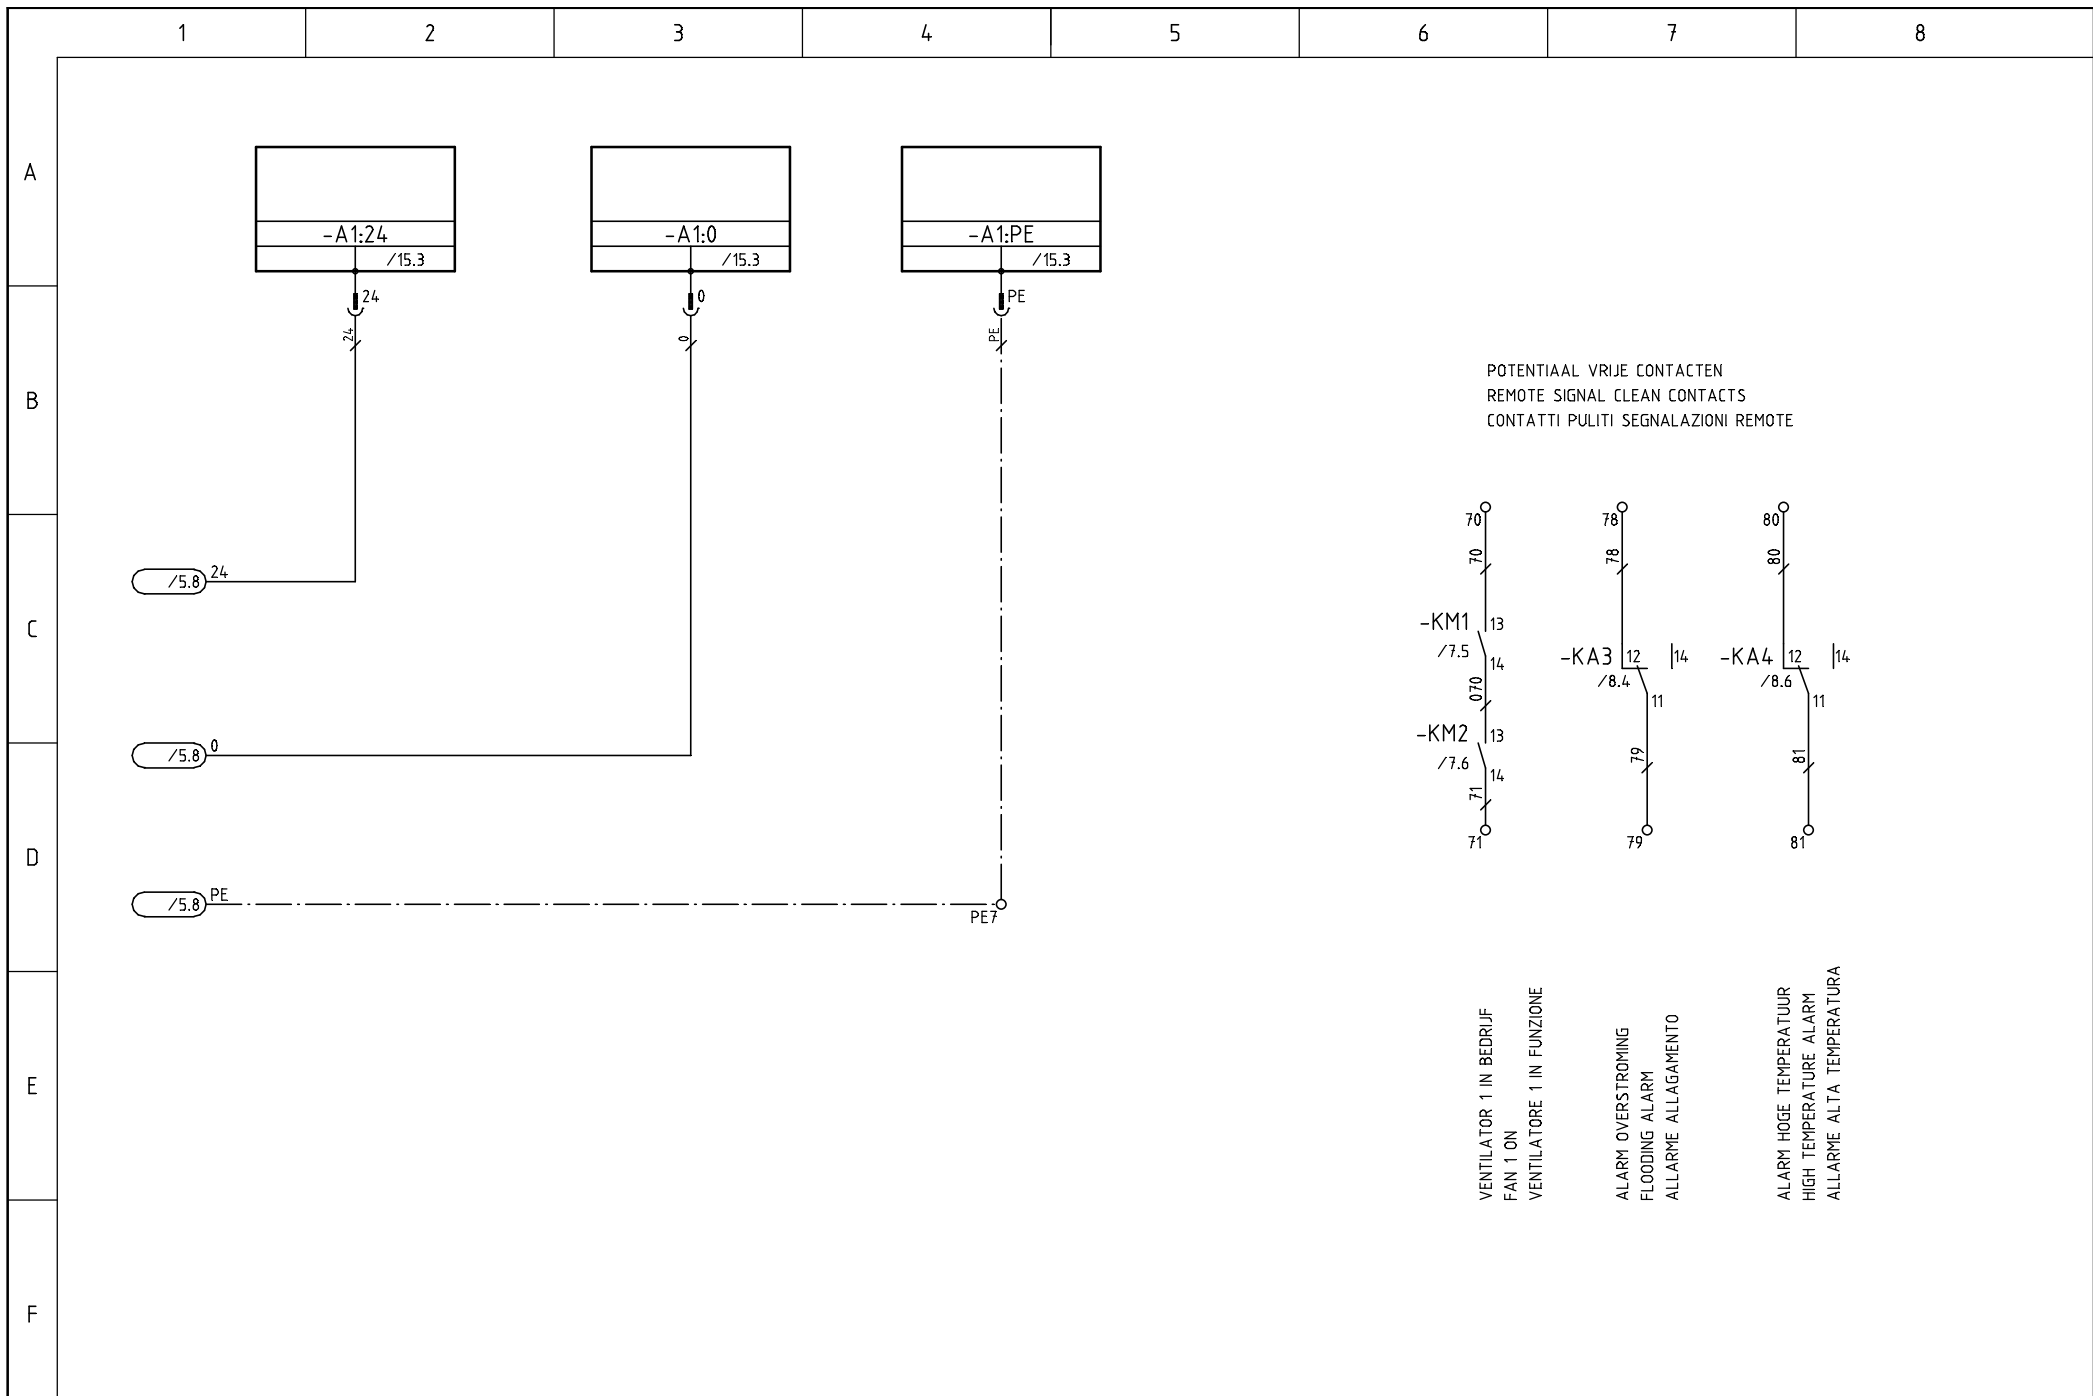 1 2 3 4 5 6 7 8
A
B
C
D
E
F
-A1:24
/15.3
24
24
-A1:0
/15.3
0
0
-A1:PE
/15.3
PE
PE
/5.8 24
/5.8 0
/5.8 PE
PE7
POTENTIAAL VRIJE CONTACTEN
REMOTE SIGNAL CLEAN CONTACTS
CONTATTI PULITI SEGNALAZIONI REMOTE
70
70
-KM1 13
/7.5
14
070
-KM2 13
/7.6
14
71
71
78
78
-KA3 12 14
/8.4
11
79
79
80
80
-KA4 12 14
/8.6
11
81
81
VENTILATOR 1 IN BEDRIJF
FAN 1 ON
VENTILATORE 1 IN FUNZIONE
ALARM OVERSTROMING
FLOODING ALARM
ALLARME ALLAGAMENTO
ALARM HOGE TEMPERATUUR
HIGH TEMPERATURE ALARM
ALLARME ALTA TEMPERATURA